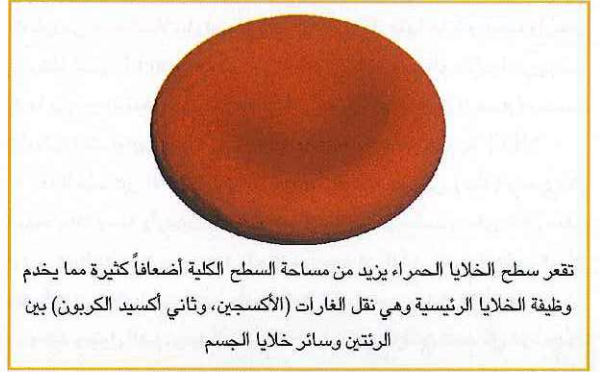 تقعر سطح الخلايا الحمراء يزيد من مساحة السطح الكلية أضعافاً كثيرة مما يخدم
وظيفة الخلايا الرئيسية وهي نقل الغارات (الأكسجين، وثاني أكسيد الكربون) بين
الرئتين وسائر خلايا الجسم